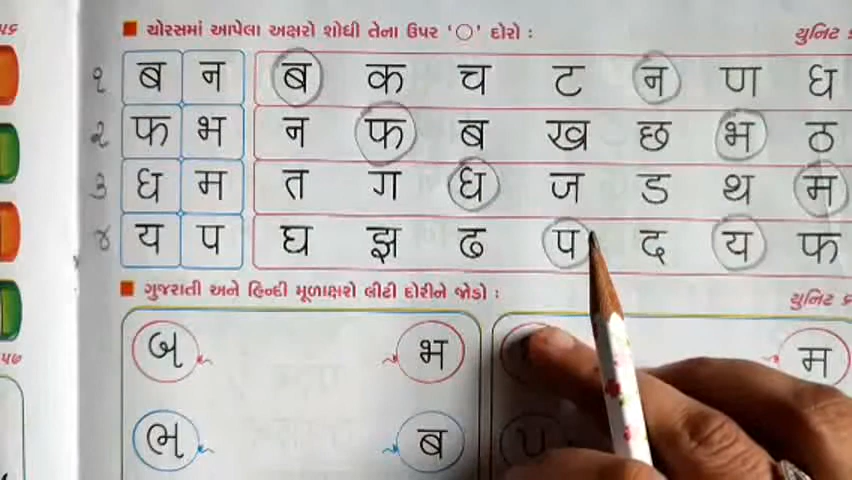 ચોરસમાં આપેલા અક્ષરો શોધી તેના ઉપર ‘○’ દોરો : યુનિટ
૧ ब न ब क च ट न ण ध
૨ फ भ न फ ब ख छ भ ठ
૩ ध म त ग ध ज ड थ म
૪ य प घ झ ढ प द य फ
ગુજરાતી અને હિન્દી મૂળાક્ષરો લીટી દોરીને જોડો : યુનિટ
બ भ म
ભ ब પ